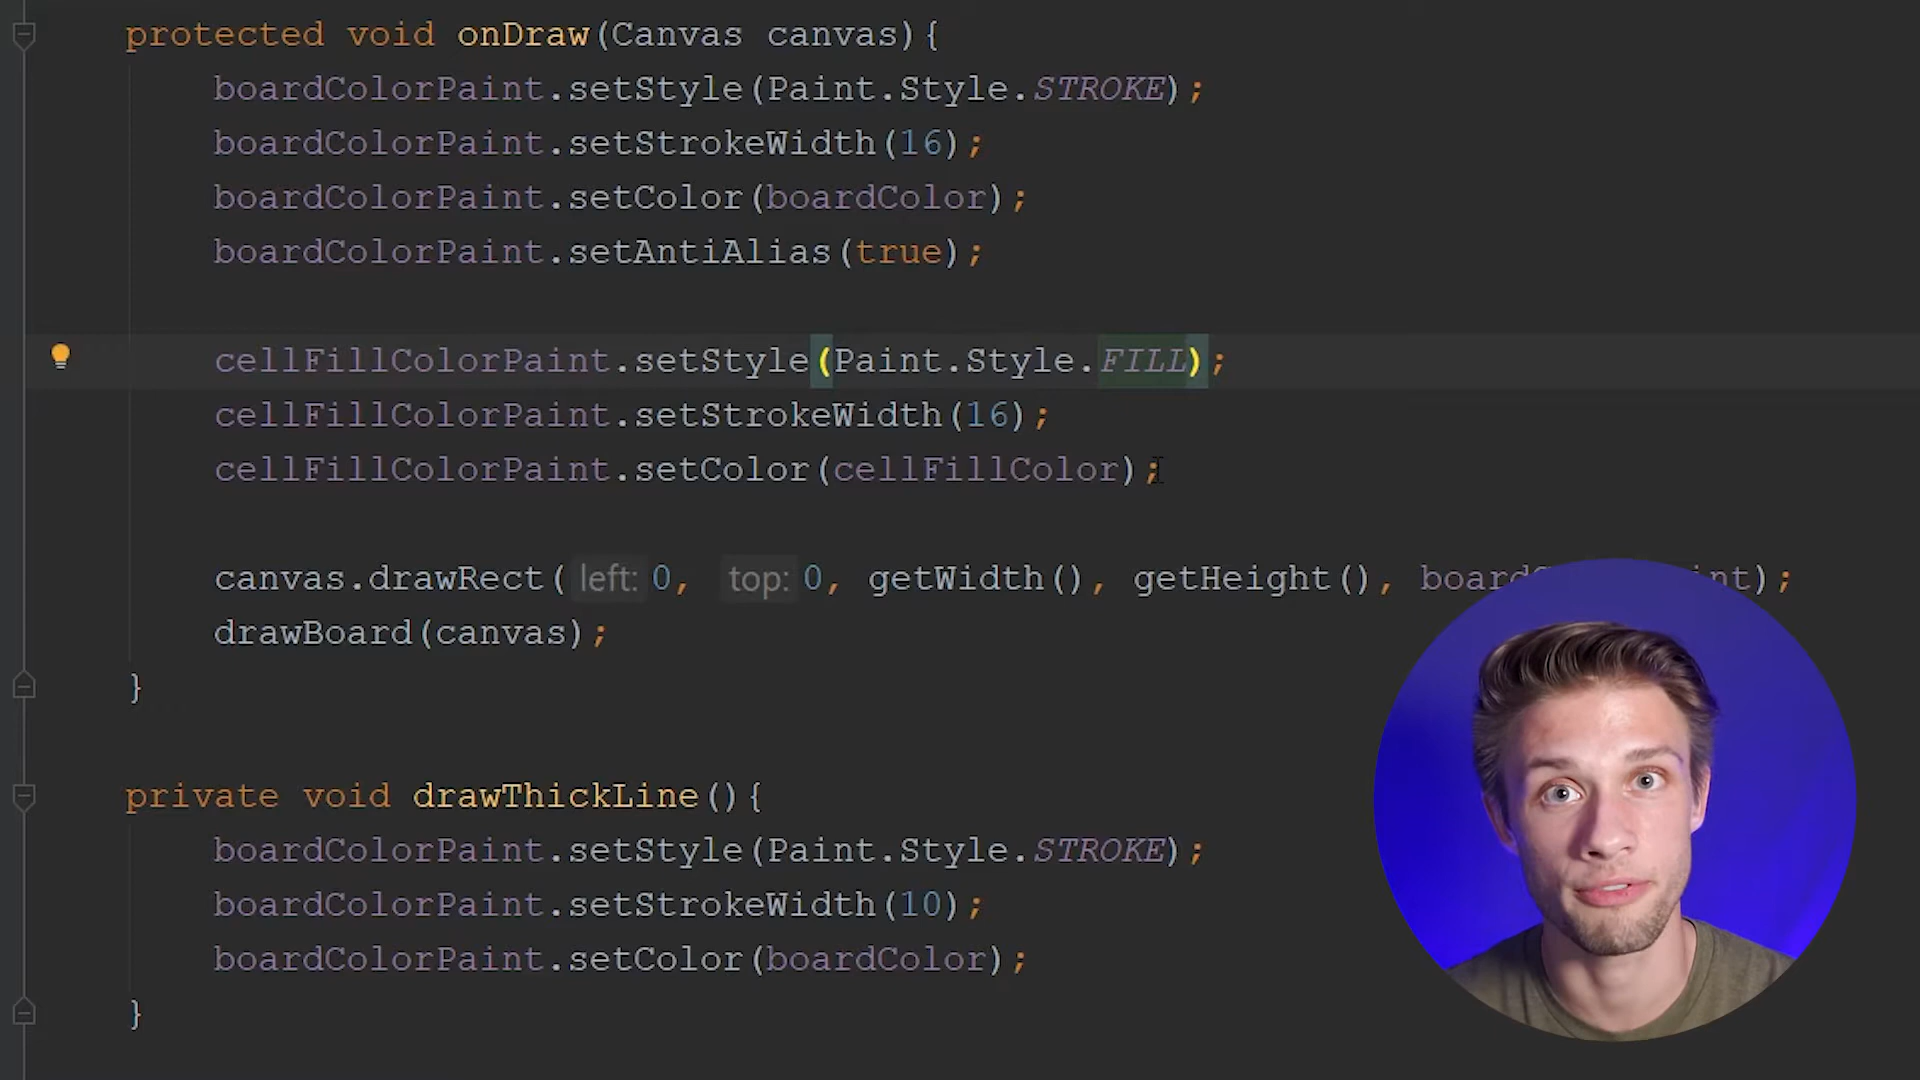 protected void onDraw(Canvas canvas){
boardColorPaint.setStyle(Paint.Style.STROKE);
boardColorPaint.setStrokeWidth(16);
boardColorPaint.setColor(boardColor);
boardColorPaint.setAntiAlias(true);
cellFillColorPaint.setStyle(Paint.Style.FILL);
cellFillColorPaint.setStrokeWidth(16);
cellFillColorPaint.setColor(cellFillColor);
canvas.drawRect( left: 0, top: 0, getWidth(), getHeight(),
drawBoard(canvas);
}
private void drawThickLine(){
boardColorPaint.setStyle(Paint.Style.STROKE);
boardColorPaint.setStrokeWidth(10);
boardColorPaint.setColor(boardColor);
}